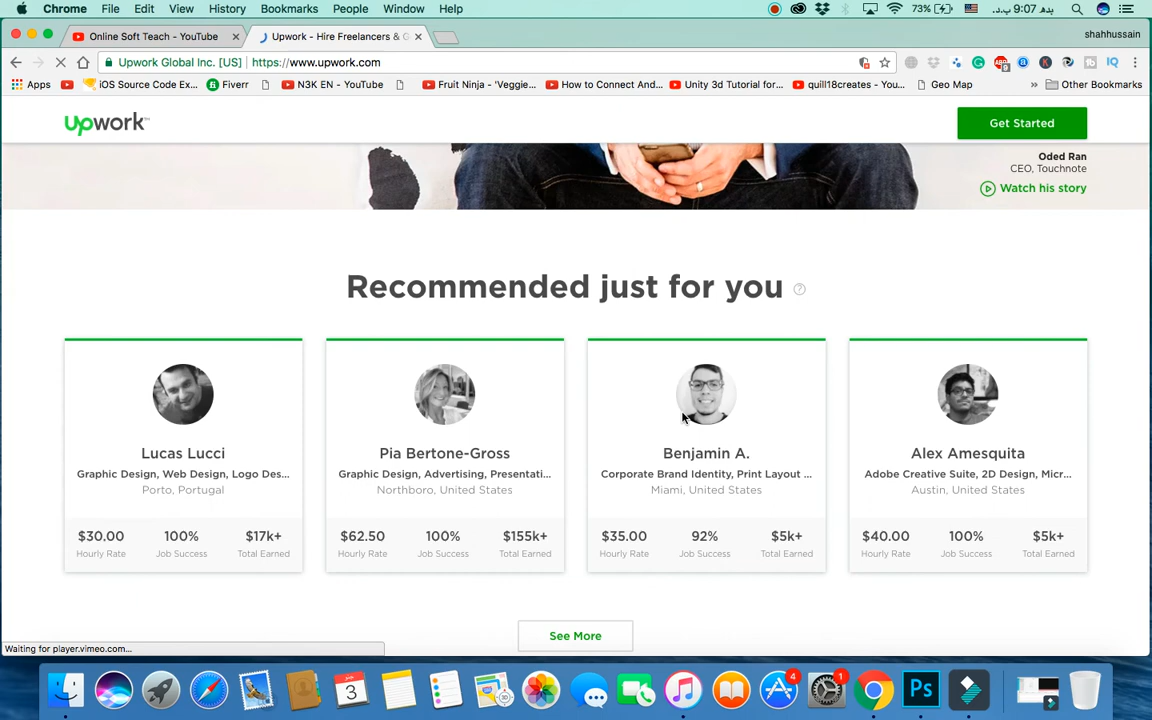 Chrome File Edit View History Bookmarks People Window Help 73% بده 9:07 ب.د.
Online Soft Teach - YouTube Upwork - Hire Freelancers & G shahhussain
Upwork Global Inc. [US] https://www.upwork.com
Apps iOS Source Code Ex... Fiverr N3K EN - YouTube Fruit Ninja - 'Veggie... How to Connect And... Unity 3d Tutorial for... quill18creates - You... Geo Map » Other Bookmarks
upwork Get Started
Oded Ran
CEO, Touchnote
Watch his story
Recommended just for you ?
Lucas Lucci
Graphic Design, Web Design, Logo Des...
Porto, Portugal
$30.00 100% $17k+
Hourly Rate Job Success Total Earned
Pia Bertone-Gross
Graphic Design, Advertising, Presentati...
Northboro, United States
$62.50 100% $155k+
Hourly Rate Job Success Total Earned
Benjamin A.
Corporate Brand Identity, Print Layout ...
Miami, United States
$35.00 92% $5k+
Hourly Rate Job Success Total Earned
Alex Amesquita
Adobe Creative Suite, 2D Design, Micr...
Austin, United States
$40.00 100% $5k+
Hourly Rate Job Success Total Earned
See More
Waiting for player.vimeo.com...
3 4 1 Ps